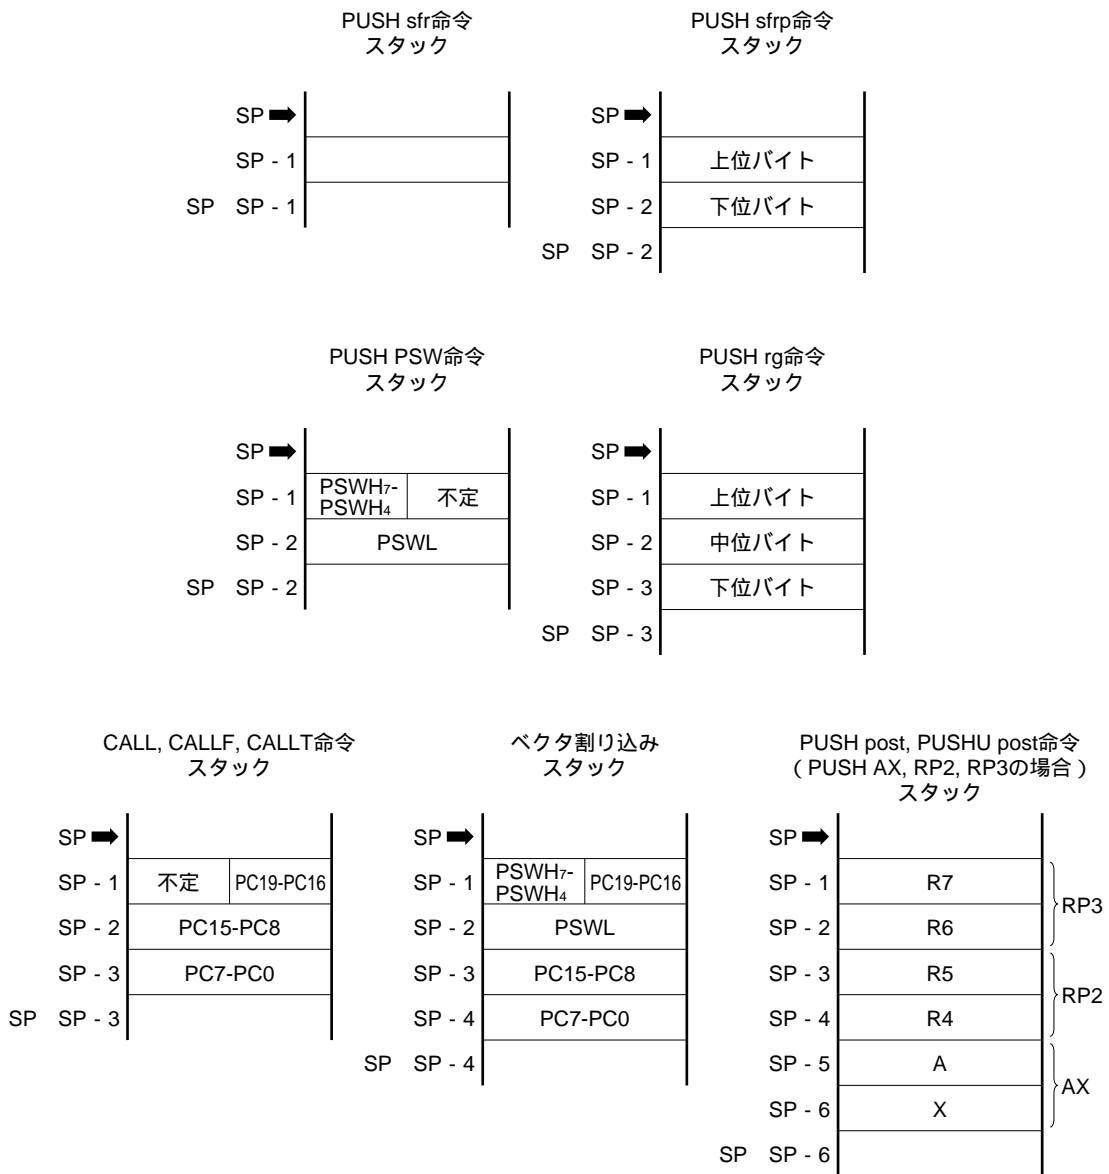 PUSH sfr命令
スタック
SP
SP - 1
SP SP - 1
PUSH sfrp命令
スタック
SP
SP - 1 上位バイト
SP - 2 下位バイト
SP SP - 2
PUSH PSW命令
スタック
SP
SP - 1 PSWH7- 不定
PSWH4
SP - 2 PSWL
SP SP - 2
PUSH rg命令
スタック
SP
SP - 1 上位バイト
SP - 2 中位バイト
SP - 3 下位バイト
SP SP - 3
CALL, CALLF, CALLT命令
スタック
SP
SP - 1 不定 PC19-PC16
SP - 2 PC15-PC8
SP - 3 PC7-PC0
SP SP - 3
ベクタ割り込み
スタック
SP
SP - 1 PSWH7- PC19-PC16
PSWH4
SP - 2 PSWL
SP - 3 PC15-PC8
SP - 4 PC7-PC0
SP SP - 4
PUSH post, PUSHU post命令
（PUSH AX, RP2, RP3の場合）
スタック
SP
SP - 1 R7
RP3
SP - 2 R6
SP - 3 R5
RP2
SP - 4 R4
SP - 5 A
AX
SP - 6 X
SP SP - 6